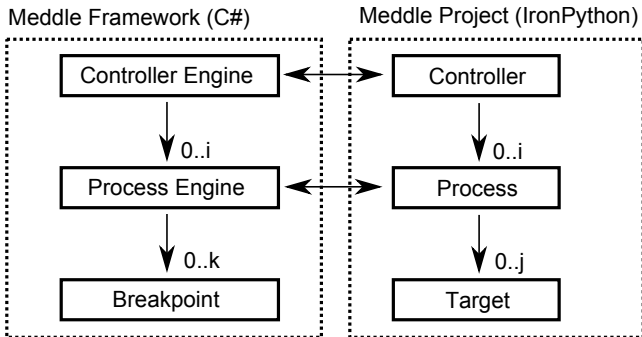 Meddle Framework (C#)
Meddle Project (IronPython)
Controller Engine
Controller
0..i
0..i
Process Engine
Process
0..k
0..j
Breakpoint
Target